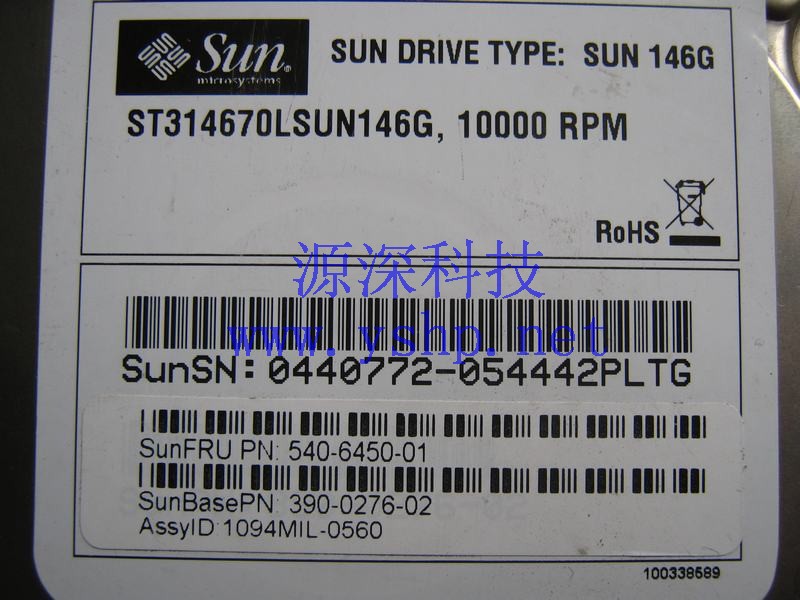 Sun
microsystems
SUN DRIVE TYPE: SUN 146G
ST314670LSUN146G, 10000 RPM
RoHS
源深科技
www.yshp.net
SunSN: 0440772-054442PLTG
SunFRU PN: 540-6450-01
SunBasePN: 390-0276-02
AssyID:1094MIL-0560
100338589